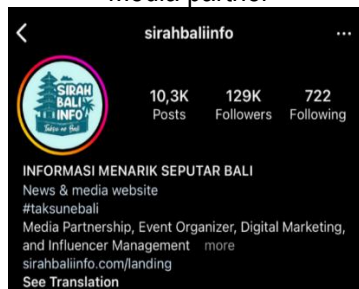 Media partner
sirahbaliinfo
SIRAH
BALI
INFO
10,3K 129K 722
Posts Followers Following
INFORMASI MENARIK SEPUTAR BALI
News & media website
#taksunebali
Media Partnership, Event Organizer, Digital Marketing,
and Influencer Management more
sirahbaliinfo.com/landing
See Translation